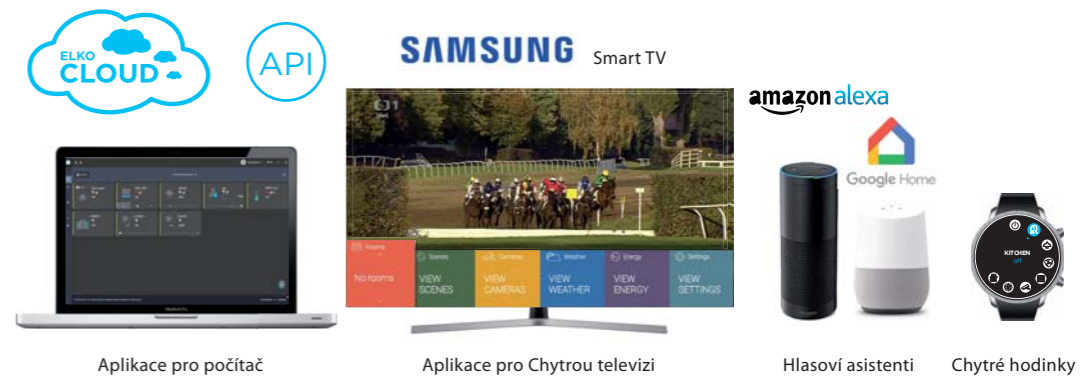 ELKO
CLOUD
API
SAMSUNG Smart TV
amazon alexa
Google Home
1
Rooms
No rooms
Scenes
VIEW
SCENES
Cameras
VIEW
CAMERAS
Weather
VIEW
WEATHER
Energy
VIEW
ENERGY
Settings
VIEW
SETTINGS
KITCHEN
off
Aplikace pro počítač
Aplikace pro Chytrou televizi
Hlasoví asistenti
Chytré hodinky